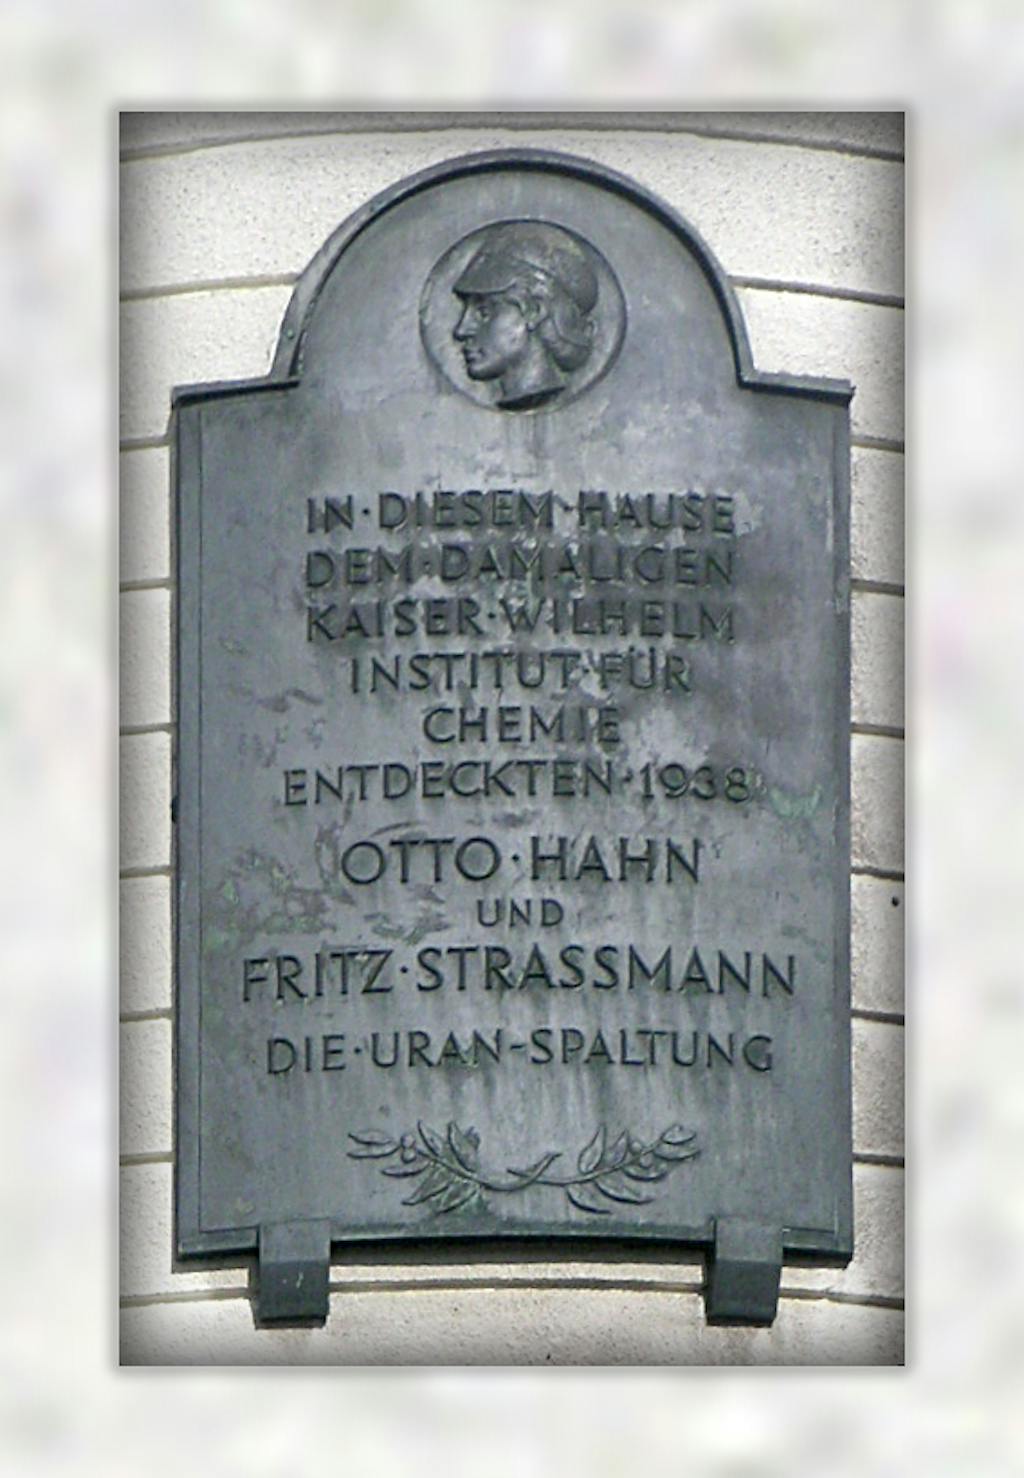 IN·DIESEM·HAUSE
DEM·DAMALIGEN
KAISER·WILHELM
INSTITUT·FÜR
CHEMIE
ENTDECKTEN·1938
OTTO·HAHN
UND
FRITZ·STRASSMANN
DIE·URAN-SPALTUNG